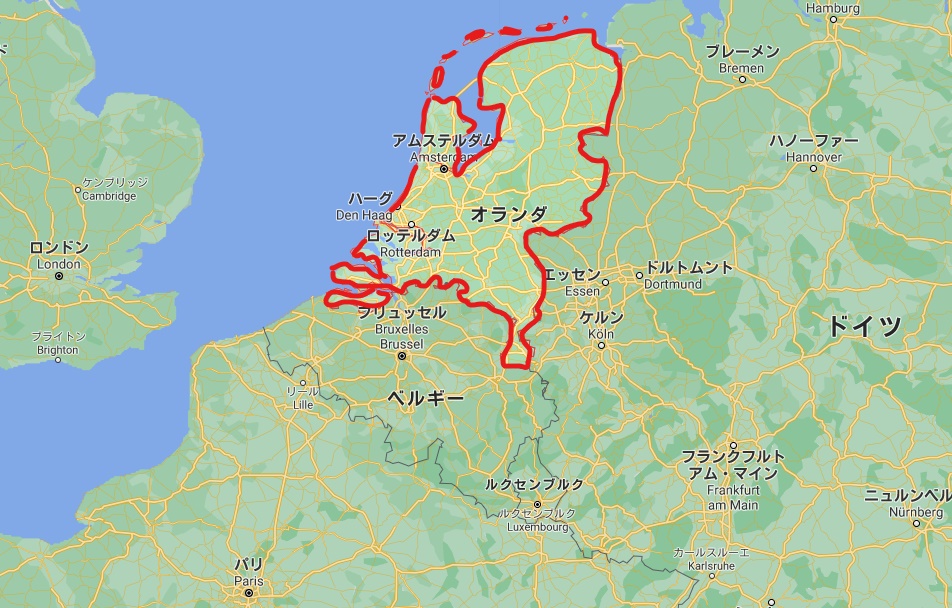 Hamburg
ド
ブレーメン
Bremen
アムステルダム
Amsterdam
ハノーファー
Hannover
ケンブリッジ
Cambridge
ハーグ
Den Haag
オランダ
ロッテルダム
Rotterdam
ロンドン
London
エッセン
Essen
ドルトムント
Dortmund
ブリュッセル
Bruxelles
Brussel
ケルン
Köln
ドイツ
ブライトン
Brighton
リール
Lille
ベルギー
フランクフルト
アム・マイン
Frankfurt
am Main
ルクセンブルク
ルクセンブルク
Luxembourg
ニュルンベル
Nürnberg
カールスルーエ
Karlsruhe
パリ
Paris